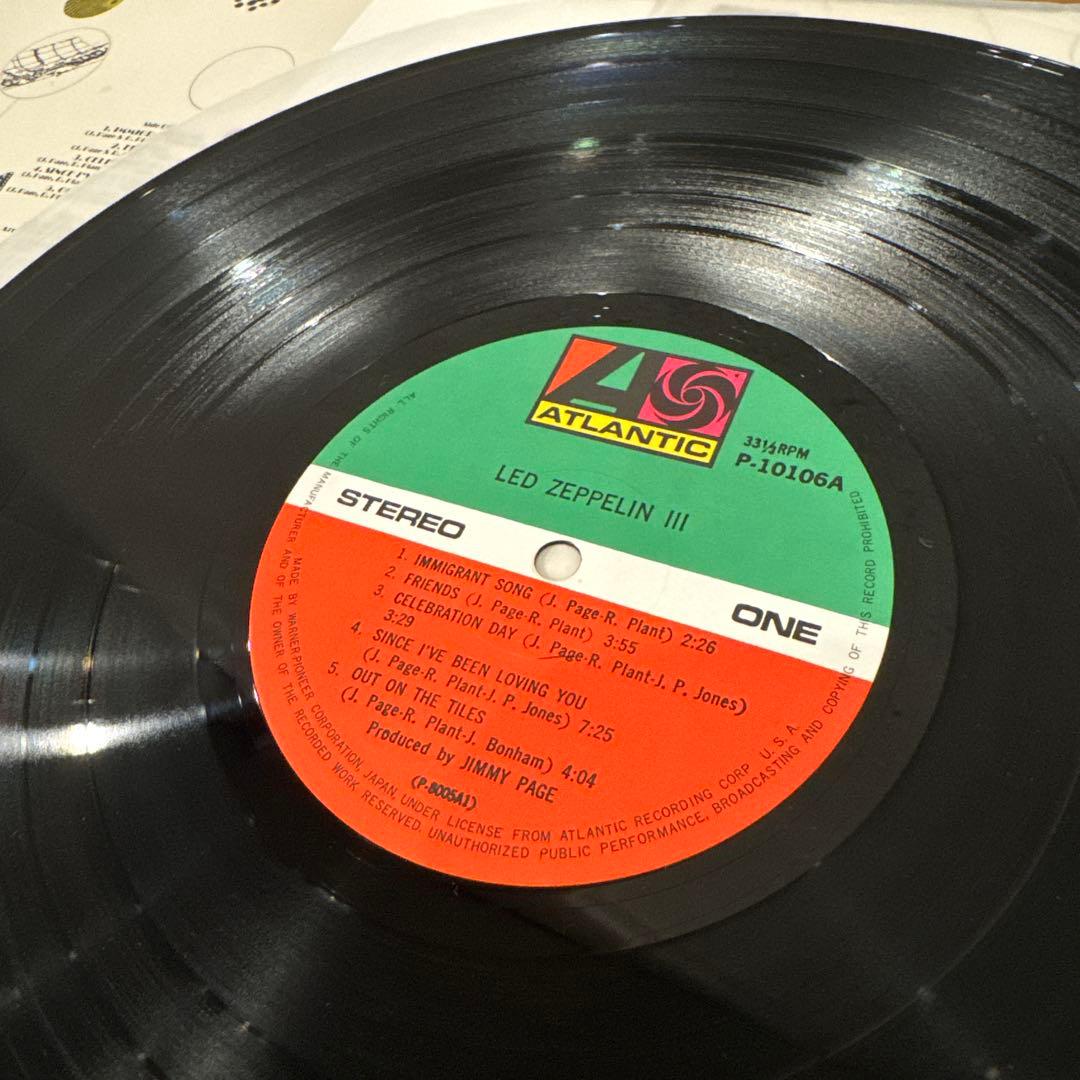 ATLANTIC
33⅓RPM
P-10106A
LED ZEPPELIN III
STEREO
ONE
1. IMMIGRANT SONG (J. Page-R. Plant) 2:26
2. FRIENDS (J. Page-R. Plant) 3:55
3. CELEBRATION DAY (J. Page-R. Plant-J. P. Jones)
3:29
4. SINCE I'VE BEEN LOVING YOU
(J. Page-R. Plant-J. P. Jones) 7:25
5. OUT ON THE TILES
(J. Page-R. Plant-J. Bonham) 4:04
Produced by JIMMY PAGE
(P-8005A1)
MADE BY WARNER-PIONEER CORPORATION, JAPAN, UNDER LICENSE FROM ATLANTIC RECORDING CORP U. S. A.
ALL RIGHTS OF THE MANUFACTURER AND OF THE OWNER OF THE RECORDED WORK RESERVED. UNAUTHORIZED PUBLIC PERFORMANCE, BROADCASTING AND COPYING OF THIS RECORD PROHIBITED